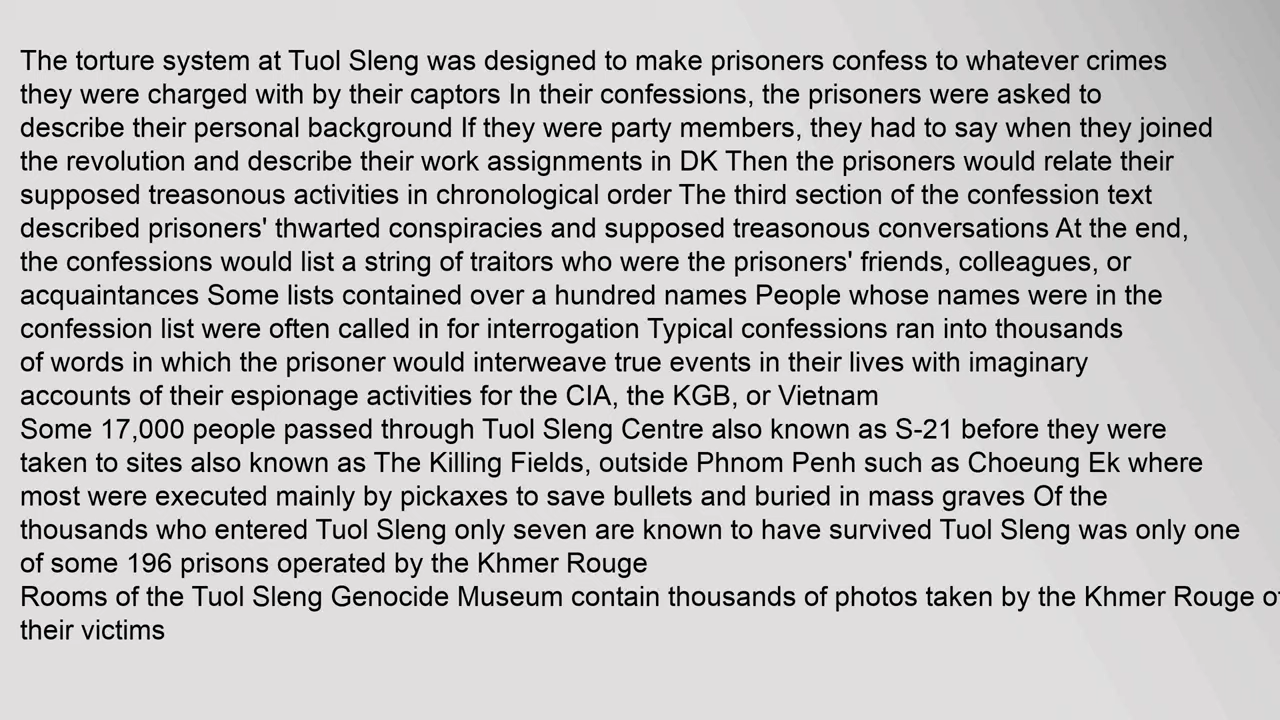 The torture system at Tuol Sleng was designed to make prisoners confess to whatever crimes
they were charged with by their captors In their confessions, the prisoners were asked to
describe their personal background If they were party members, they had to say when they joined
the revolution and describe their work assignments in DK Then the prisoners would relate their
supposed treasonous activities in chronological order The third section of the confession text
described prisoners' thwarted conspiracies and supposed treasonous conversations At the end,
the confessions would list a string of traitors who were the prisoners' friends, colleagues, or
acquaintances Some lists contained over a hundred names People whose names were in the
confession list were often called in for interrogation Typical confessions ran into thousands
of words in which the prisoner would interweave true events in their lives with imaginary
accounts of their espionage activities for the CIA, the KGB, or Vietnam
Some 17,000 people passed through Tuol Sleng Centre also known as S-21 before they were
taken to sites also known as The Killing Fields, outside Phnom Penh such as Choeung Ek where
most were executed mainly by pickaxes to save bullets and buried in mass graves Of the
thousands who entered Tuol Sleng only seven are known to have survived Tuol Sleng was only one
of some 196 prisons operated by the Khmer Rouge
Rooms of the Tuol Sleng Genocide Museum contain thousands of photos taken by the Khmer Rouge of
their victims